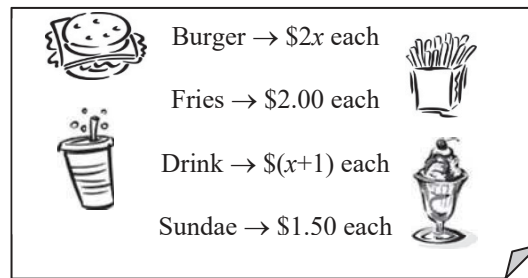 Burger → $2x each
Fries → $2.00 each
Drink → $(x+1) each
Sundae → $1.50 each